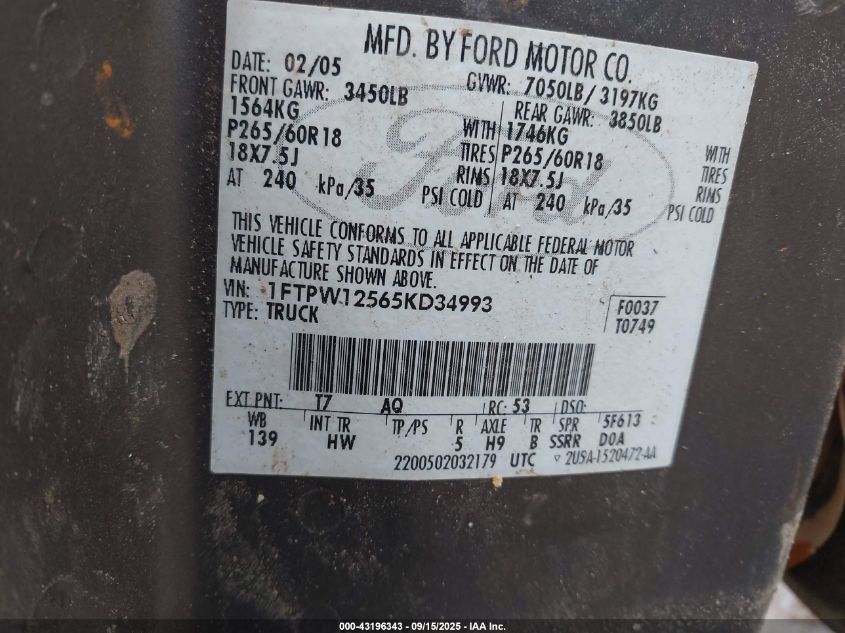 MFD. BY FORD MOTOR CO.
DATE: 02/05 GVWR: 7050LB/ 3197KG
FRONT GAWR: 3450LB REAR GAWR: 3850LB
1564KG WITH 1746KG WITH
P265/60R18 TIRES P265/60R18 TIRES
18X7.5J RIMS 18X7.5J RIMS
AT 240 kPa/35 PSI COLD AT 240 kPa/35 PSI COLD
THIS VEHICLE CONFORMS TO ALL APPLICABLE FEDERAL MOTOR
VEHICLE SAFETY STANDARDS IN EFFECT ON THE DATE OF
MANUFACTURE SHOWN ABOVE.
VIN: 1FTPW12565KD34993 F0037
TYPE: TRUCK T0749
EXT PNT: T7 AQ RC: 53 DSO:
WB INT TR TP/PS R AXLE TR SPR 5F613
139 HW 5 H9 B SSRR DOA
2200502032179 UTC ▽ 2U5A-1520472-AA
Ford
000-43196343 - 09/15/2025 - IAA Inc.